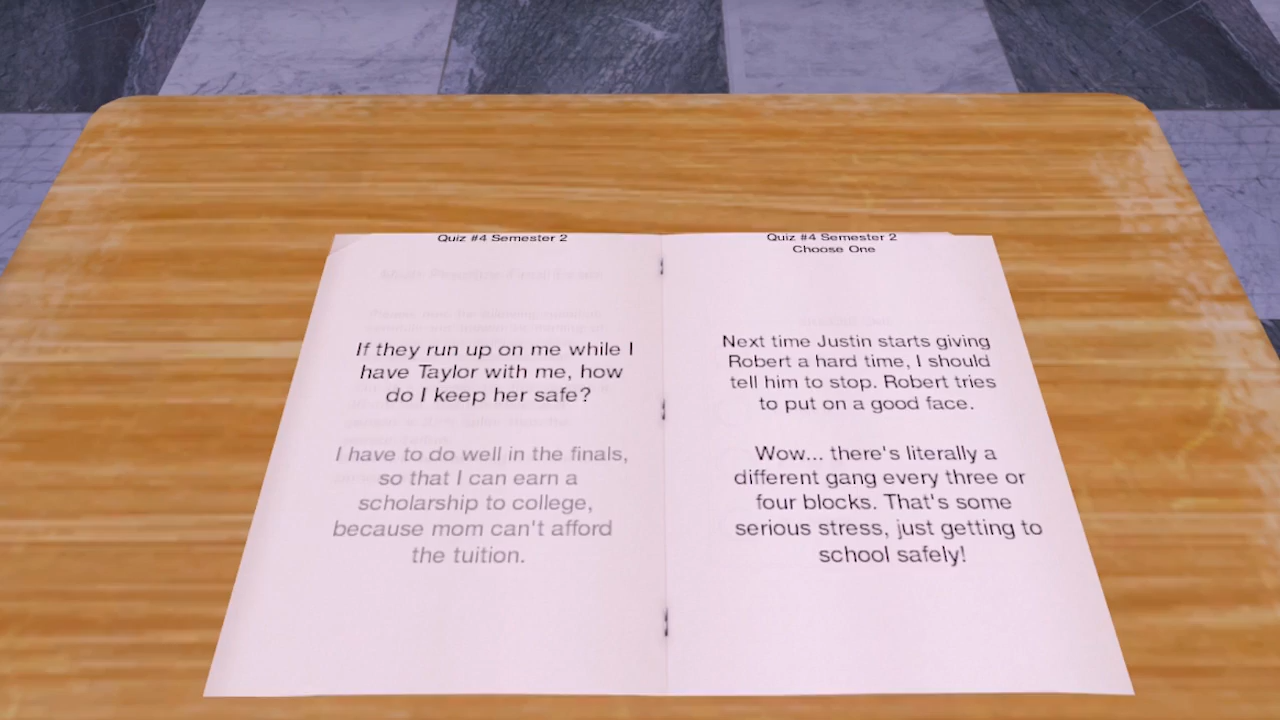 Quiz #4 Semester 2
If they run up on me while I
have Taylor with me, how
do I keep her safe?
I have to do well in the finals,
so that I can earn a
scholarship to college,
because mom can't afford
the tuition.
Quiz #4 Semester 2
Choose One
Next time Justin starts giving
Robert a hard time, I should
tell him to stop. Robert tries
to put on a good face.
Wow... there's literally a
different gang every three or
four blocks. That's some
serious stress, just getting to
school safely!